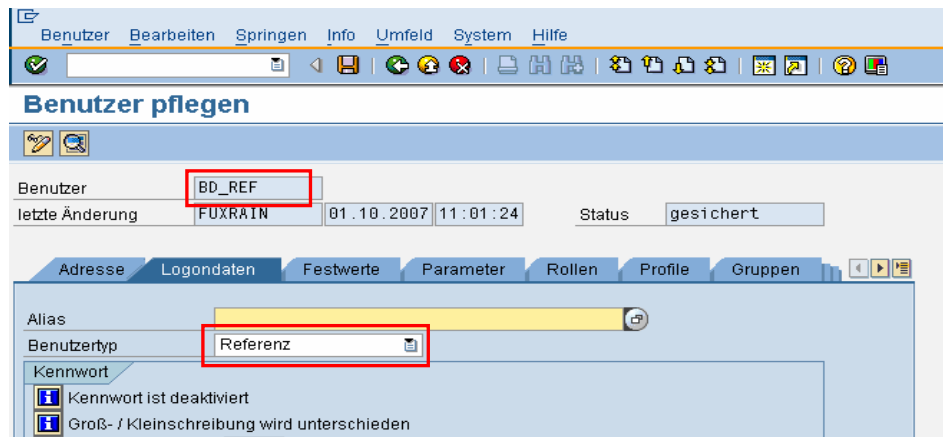 Benutzer Bearbeiten Springen Info Umfeld System Hilfe
Benutzer pflegen
Benutzer BD_REF
letzte Änderung FUXRAIN 01.10.2007 11:01:24 Status gesichert
Adresse Logondaten Festwerte Parameter Rollen Profile Gruppen
Alias
Benutzertyp Referenz
Kennwort
Kennwort ist deaktiviert
Groß- / Kleinschreibung wird unterschieden